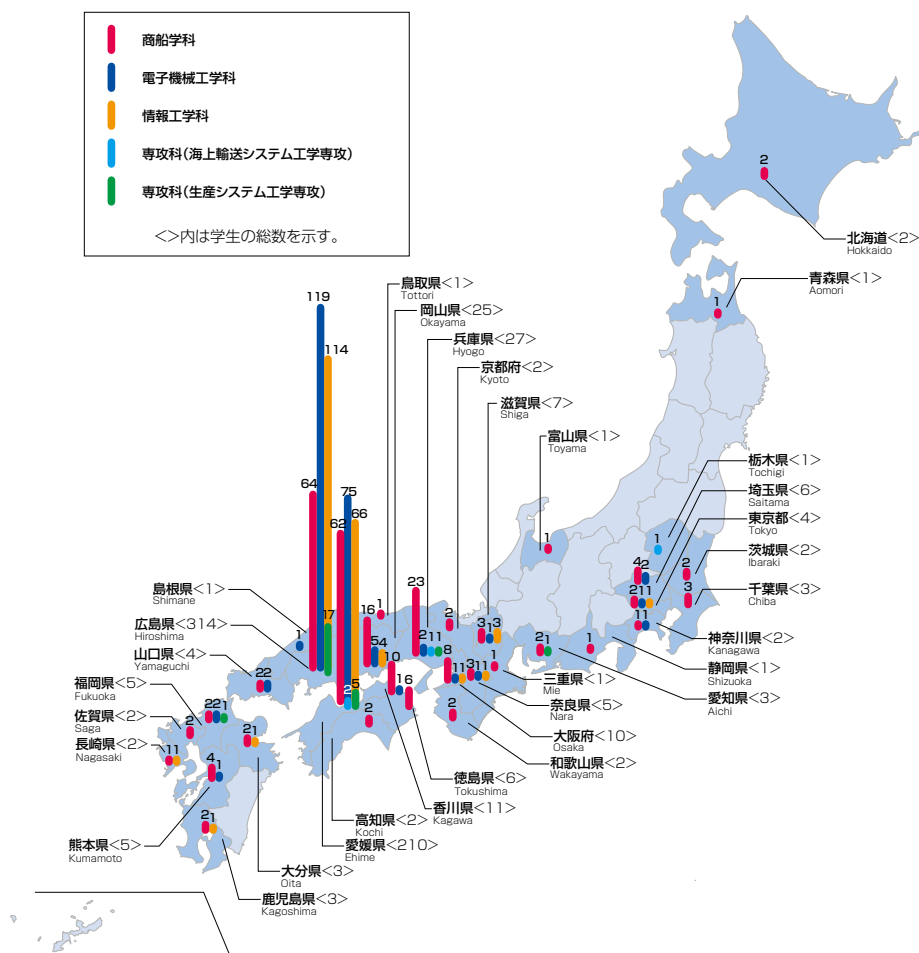 商船学科
電子機械工学科
情報工学科
専攻科(海上輸送システム工学専攻)
専攻科(生産システム工学専攻)
<>内は学生の総数を示す。
2
北海道<2>
Hokkaido
青森県<1>
Aomori
1
鳥取県<1>
Tottori
岡山県<25>
Okayama
兵庫県<27>
Hyogo
京都府<2>
Kyoto
滋賀県<7>
Shiga
富山県<1>
Toyama
1
栃木県<1>
Tochigi
埼玉県<6>
Saitama
東京都<4>
Tokyo
茨城県<2>
Ibaraki
千葉県<3>
Chiba
神奈川県<2>
Kanagawa
静岡県<1>
Shizuoka
愛知県<3>
Aichi
1
4 2
2 1 1
2
3
1 1
119
114
64
17
75
62
66
2 5
23
2 1 1
16
5 4
1
2
3 1 3
1
2 1
1
10
1
6
8
1 1
3 1 1
2
2
島根県<1>
Shimane
1
広島県<314>
Hiroshima
山口県<4>
Yamaguchi
2 2
福岡県<5>
Fukuoka
2 2 1
佐賀県<2>
Saga
2
長崎県<2>
Nagasaki
1 1
2 1
4 1
2 1
熊本県<5>
Kumamoto
三重県<1>
Mie
奈良県<5>
Nara
大阪府<10>
Osaka
和歌山県<2>
Wakayama
徳島県<6>
Tokushima
香川県<11>
Kagawa
高知県<2>
Kochi
愛媛県<210>
Ehime
大分県<3>
Oita
鹿児島県<3>
Kagoshima